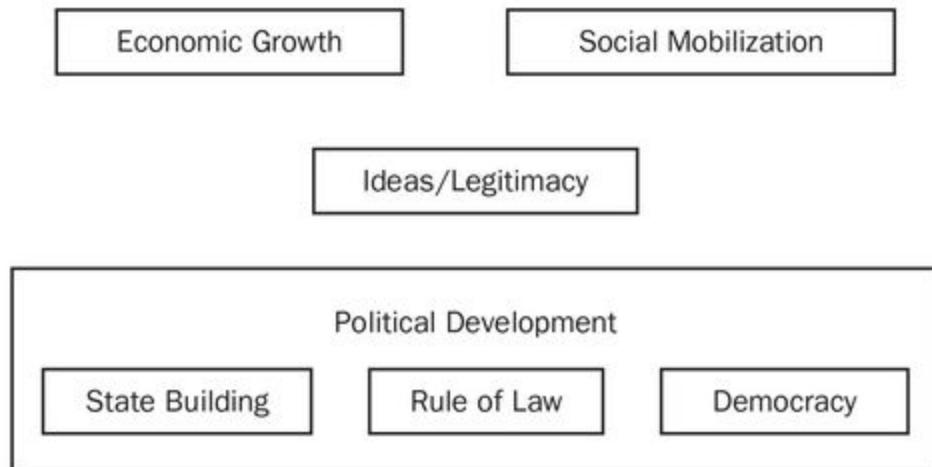 Economic Growth
Social Mobilization
Ideas/Legitimacy
Political Development
State Building
Rule of Law
Democracy